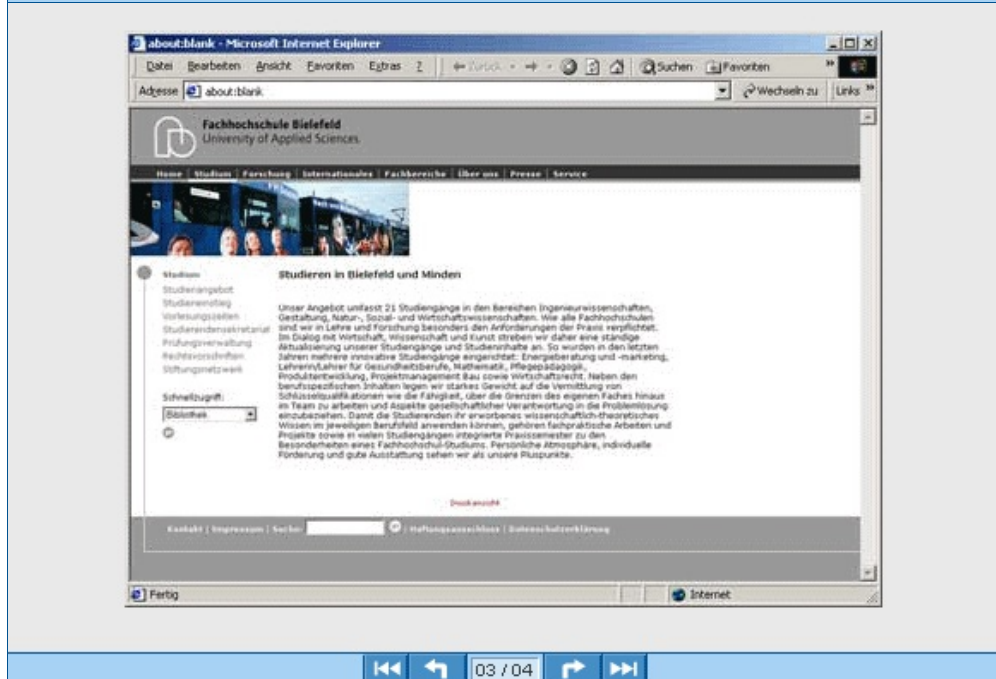 about:blank - Microsoft Internet Explorer
Datei Bearbeiten Ansicht Favoriten Extras ? Zurück Suchen Favoriten »
Adresse about:blank Wechseln zu Links »
Fachhochschule Bielefeld
University of Applied Sciences
Home | Studium | Forschung | Internationales | Fachbereiche | Über uns | Presse | Service
Studium
Studienangebot
Studieneinstieg
Vorlesungszeiten
Studierendensekretariat
Prüfungsverwaltung
Rechtsvorschriften
Stiftungsnetzwerk
Schnellzugriff:
Bibliothek
Studieren in Bielefeld und Minden
Unser Angebot umfasst 21 Studiengänge in den Bereichen Ingenieurwissenschaften,
Gestaltung, Natur-, Sozial- und Wirtschaftswissenschaften. Wie alle Fachhochschulen
sind wir in Lehre und Forschung besonders den Anforderungen der Praxis verpflichtet.
Im Dialog mit Wirtschaft, Wissenschaft und Kunst streben wir daher eine ständige
Aktualisierung unserer Studiengänge und Studieninhalte an. So wurden in den letzten
Jahren mehrere innovative Studiengänge eingerichtet: Energieberatung und -marketing,
Lehrerin/Lehrer für Gesundheitsberufe, Mathematik, Pflegepädagogik,
Produktentwicklung, Projektmanagement Bau sowie Wirtschaftsrecht. Neben den
berufsspezifischen Inhalten legen wir starkes Gewicht auf die Vermittlung von
Schlüsselqualifikationen wie die Fähigkeit, über die Grenzen des eigenen Faches hinaus
im Team zu arbeiten und Aspekte gesellschaftlicher Verantwortung in die Problemlösung
einzubeziehen. Damit die Studierenden ihr erworbenes wissenschaftlich-theoretisches
Wissen im jeweiligen Berufsfeld anwenden können, gehören fachpraktische Arbeiten und
Projekte sowie in vielen Studiengängen integrierte Praxissemester zu den
Besonderheiten eines Fachhochschul-Studiums. Persönliche Atmosphäre, individuelle
Förderung und gute Ausstattung sehen wir als unsere Pluspunkte.
Druckansicht
Kontakt | Impressum | Suche: | Haftungsausschluss | Datenschutzerklärung
Fertig Internet
03 / 04